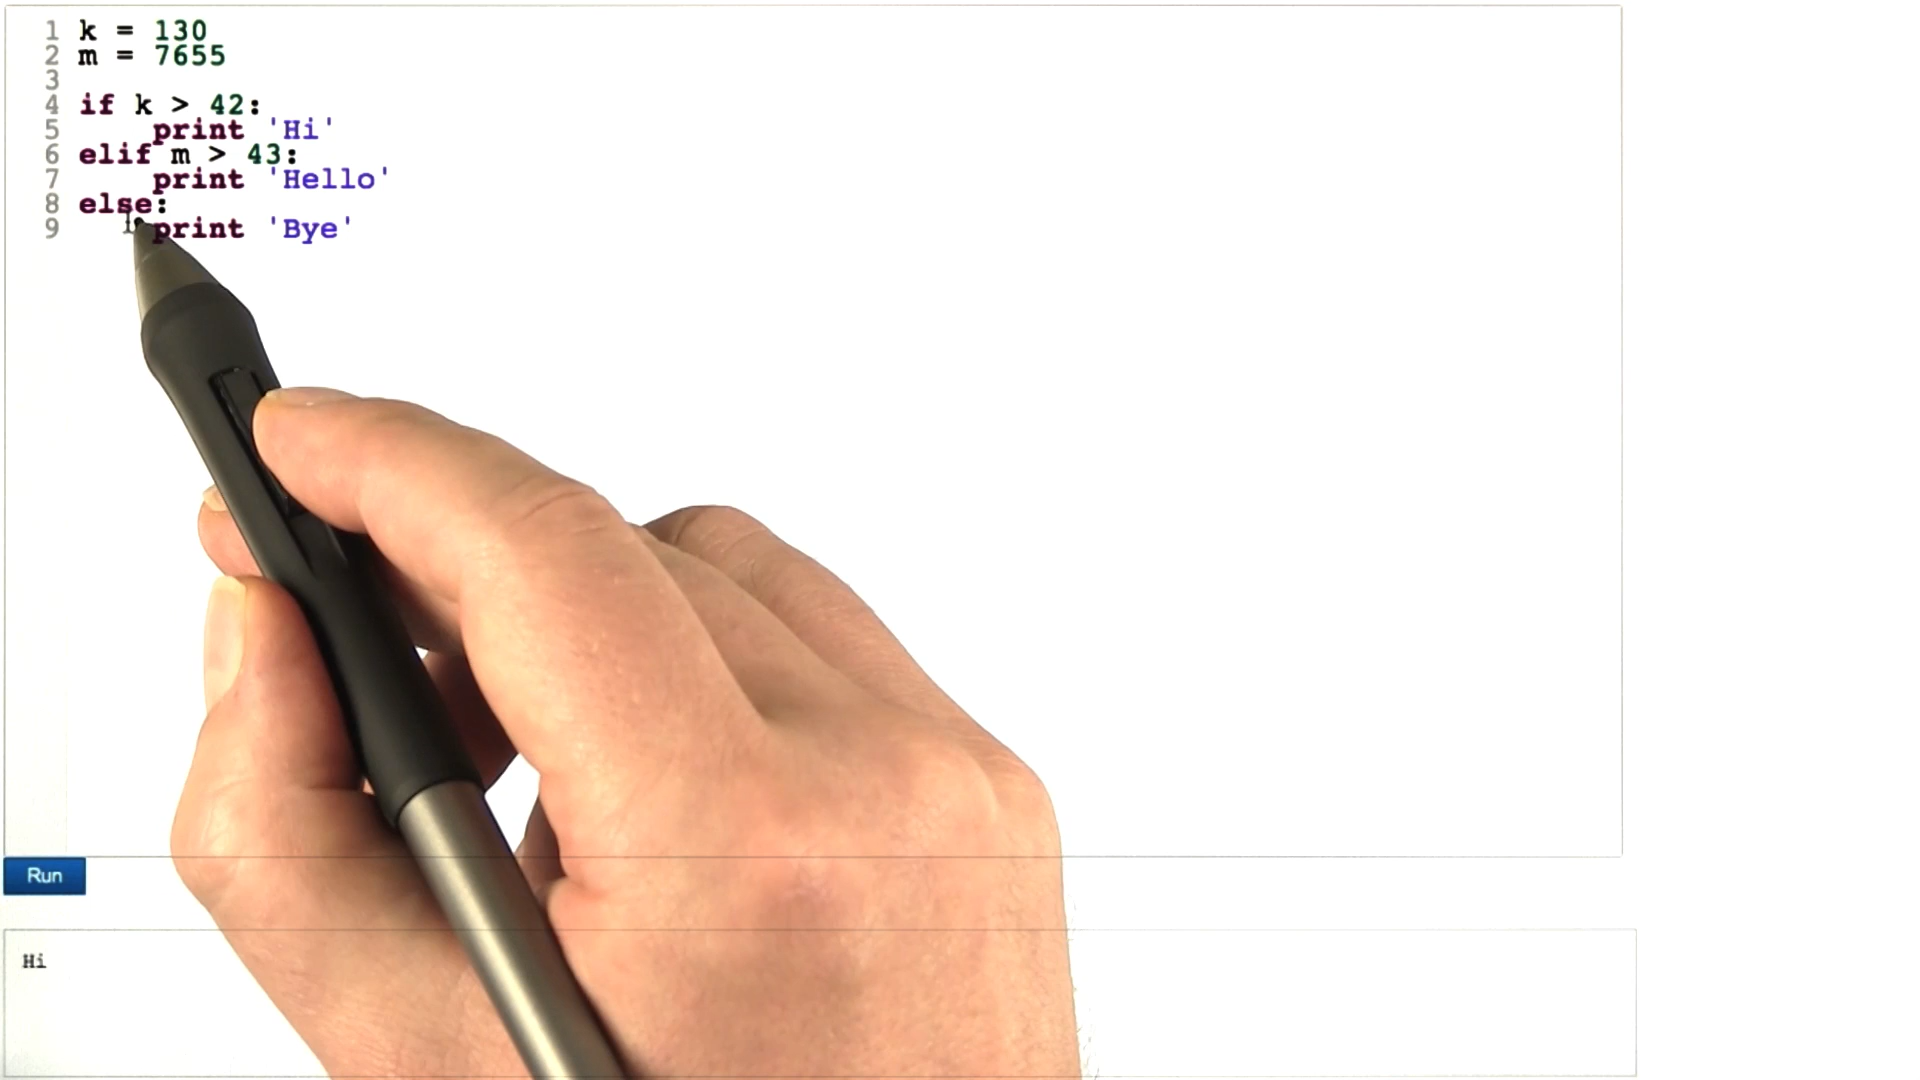 1 k = 130
2 m = 7655
3
4 if k > 42:
5 print 'Hi'
6 elif m > 43:
7 print 'Hello'
8 else:
9 print 'Bye'
Run
Hi